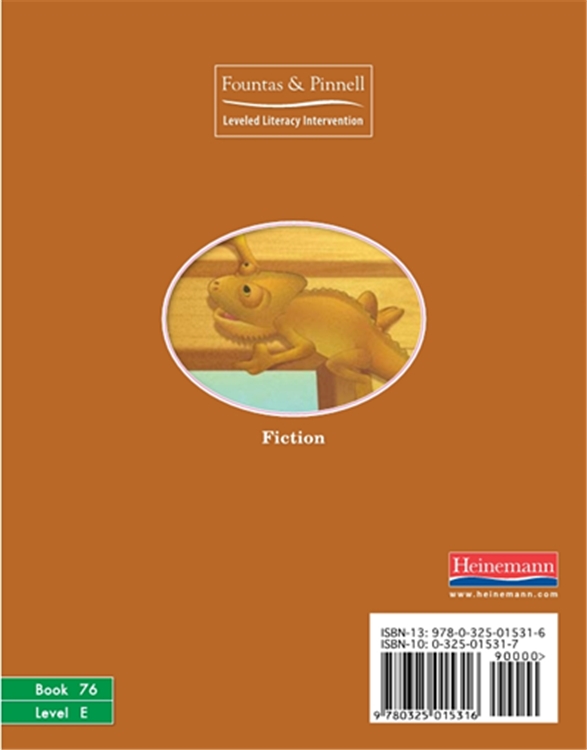 Fountas & Pinnell
Leveled Literacy Intervention
Fiction
Heinemann
www.heinemann.com
ISBN-13: 978-0-325-01531-6
ISBN-10: 0-325-01531-7
90000>
9 780325 015316
Book 76
Level E